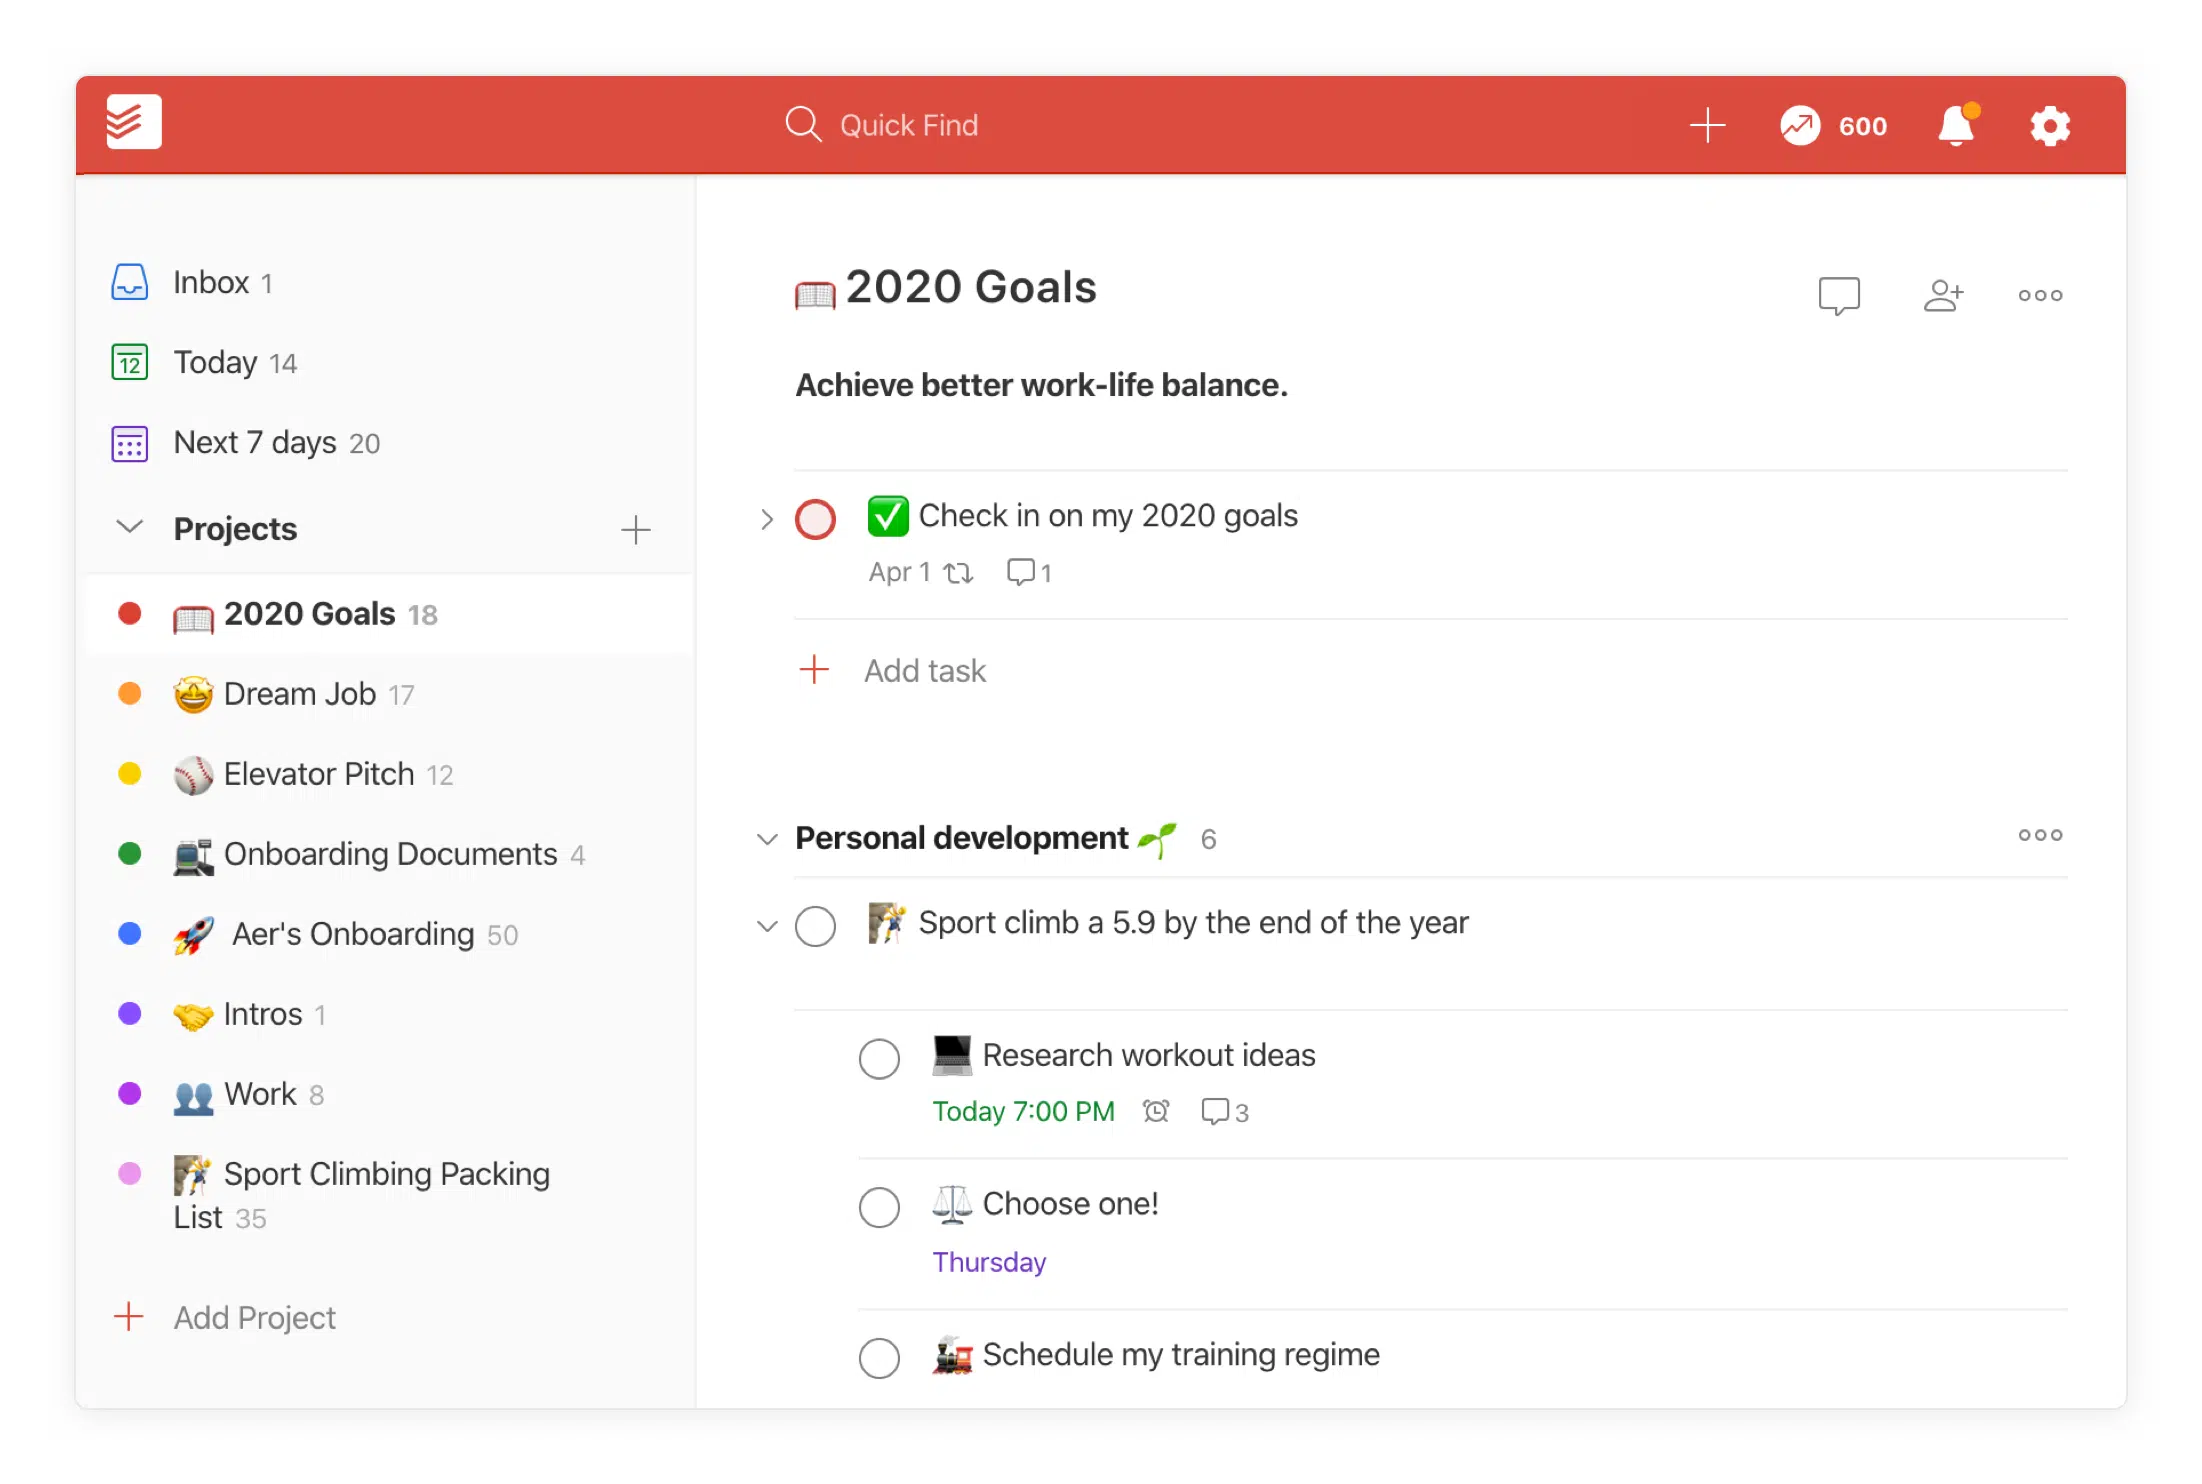 Quick Find
600
Inbox 1
12 Today 14
Next 7 days 20
Projects
2020 Goals 18
Dream Job 17
Elevator Pitch 12
Onboarding Documents 4
Aer's Onboarding 50
Intros 1
Work 8
Sport Climbing Packing
List 35
Add Project
2020 Goals
Achieve better work-life balance.
Check in on my 2020 goals
Apr 1 1
Add task
Personal development 6
Sport climb a 5.9 by the end of the year
Research workout ideas
Today 7:00 PM 3
Choose one!
Thursday
Schedule my training regime